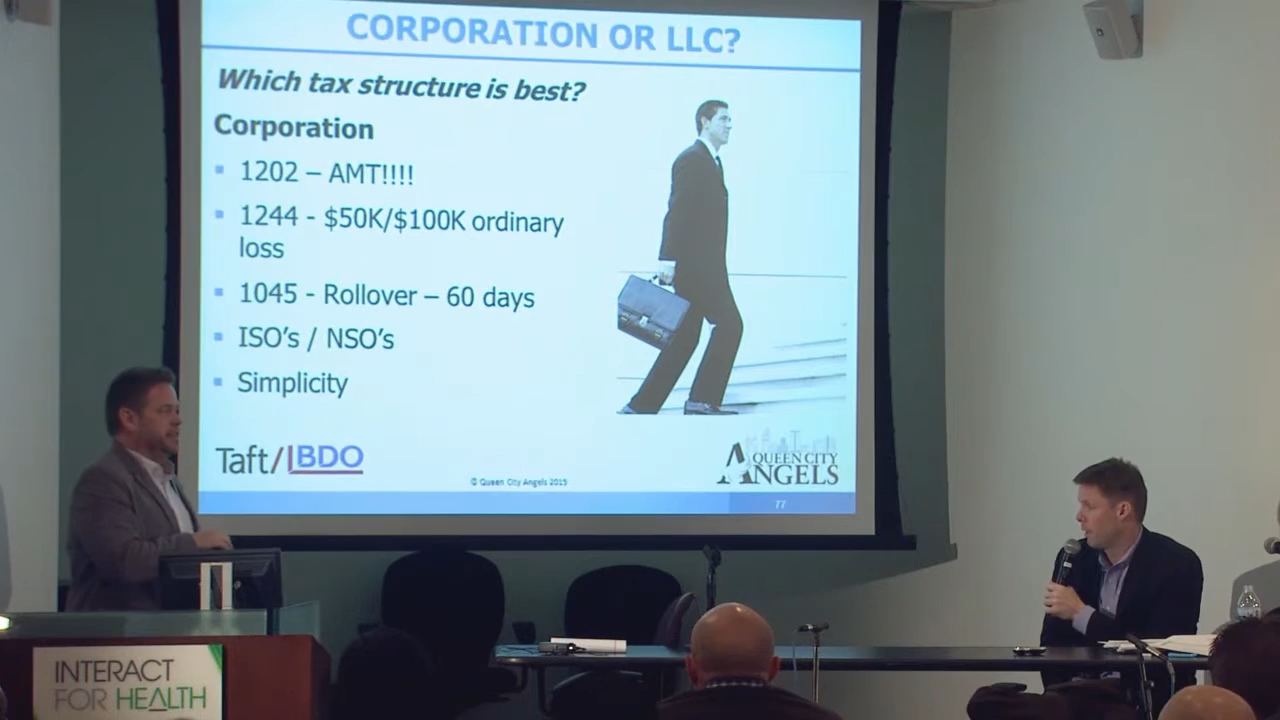 CORPORATION OR LLC?
Which tax structure is best?
Corporation
1202 – AMT!!!!
1244 - $50K/$100K ordinary
loss
1045 - Rollover – 60 days
ISO's / NSO's
Simplicity
Taft/ BDO
QUEEN CITY
ANGELS
© Queen City Angels 2015
77
INTERACT
FOR HEALTH